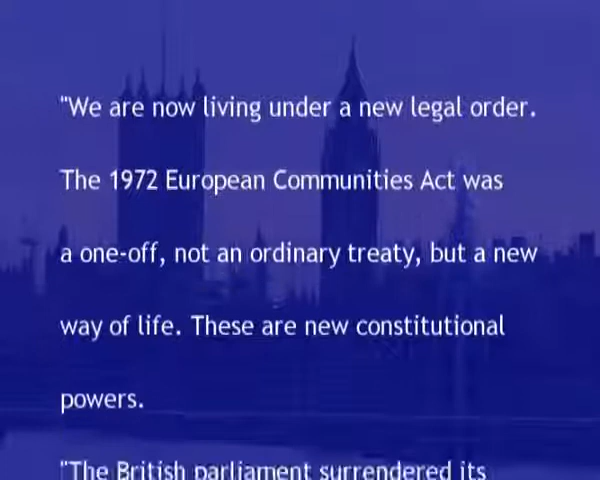 "We are now living under a new legal order.
The 1972 European Communities Act was
a one-off, not an ordinary treaty, but a new
way of life. These are new constitutional
powers.
"The British parliament surrendered its